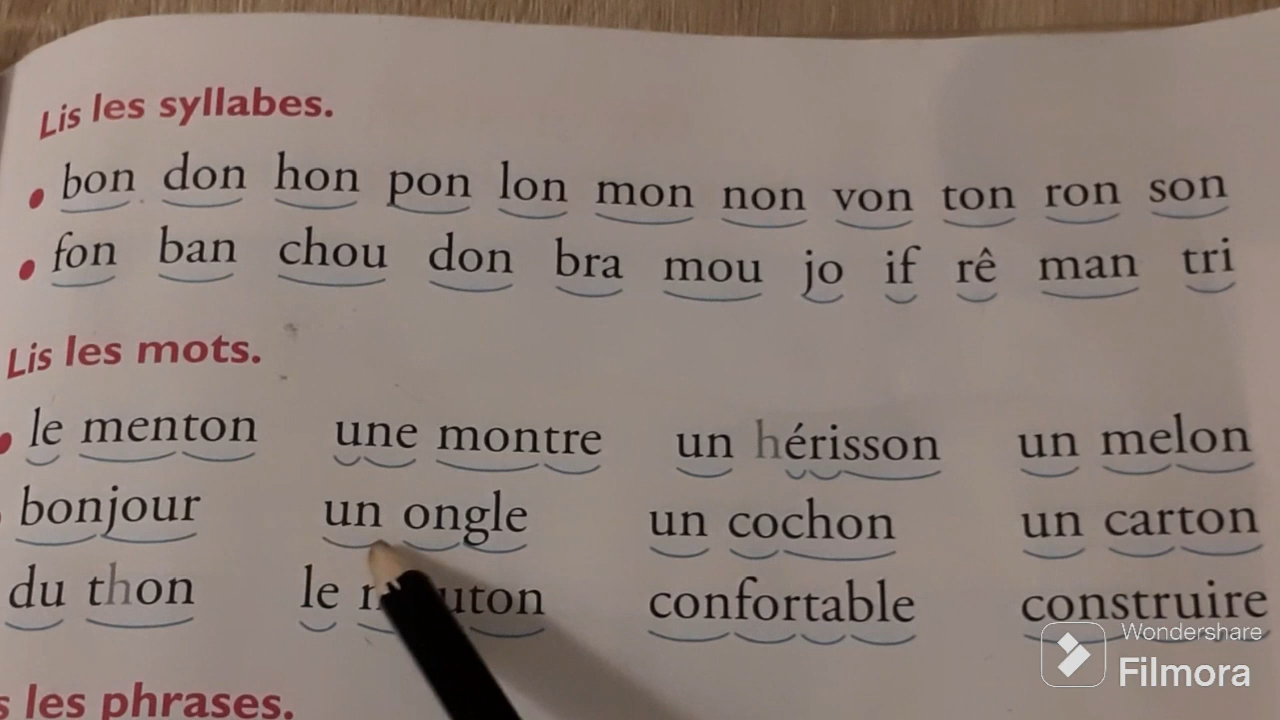 Lis les syllabes.
bon don hon pon lon mon non von ton ron son
fon ban chou don bra mou jo if rê man tri
Lis les mots.
le menton une montre un hérisson un melon
bonjour un ongle un cochon un carton
du thon le confortable construire
les phrases.
Wondershare
Filmora